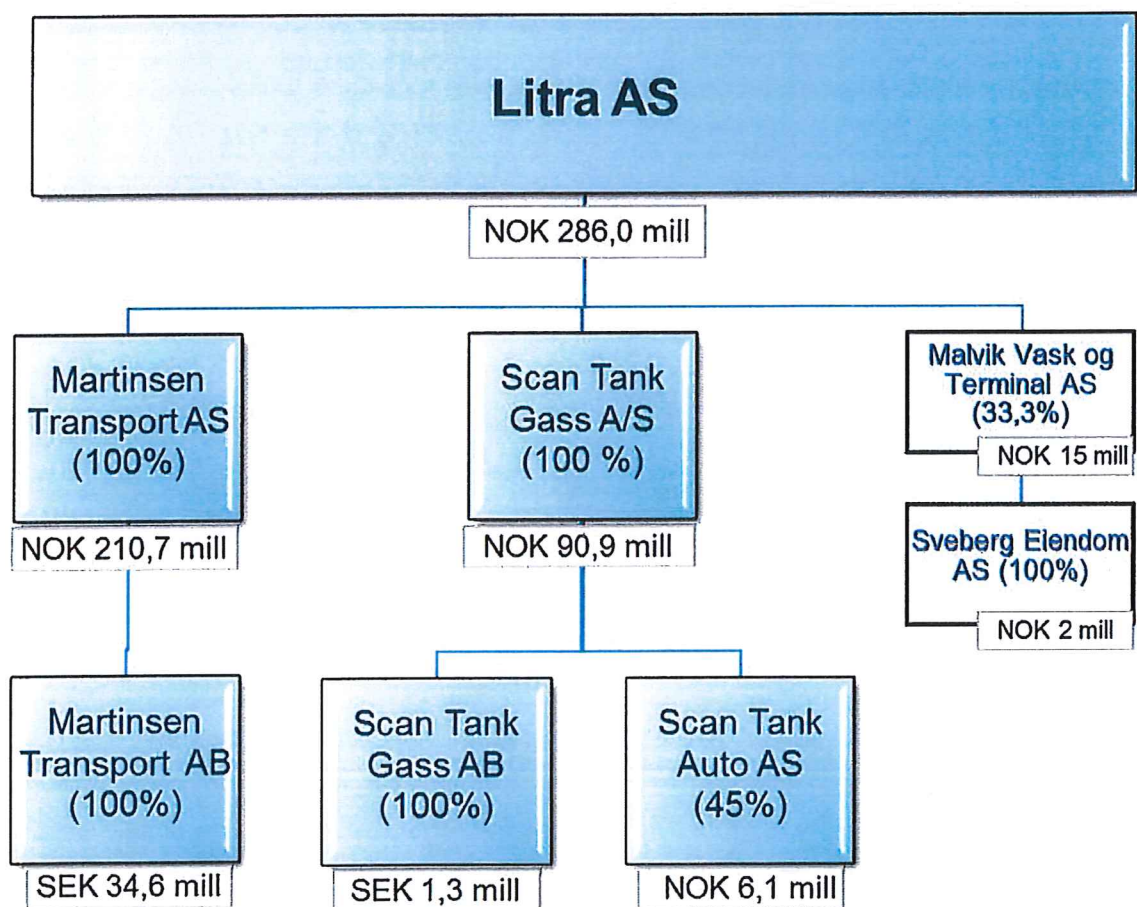 Litra AS
NOK 286,0 mill
Martinsen
Transport AS
(100%)
NOK 210,7 mill
Scan Tank
Gass A/S
(100 %)
NOK 90,9 mill
Malvik Vask og
Terminal AS
(33,3%)
NOK 15 mill
Sveberg Eiendom
AS (100%)
NOK 2 mill
Martinsen
Transport AB
(100%)
SEK 34,6 mill
Scan Tank
Gass AB
(100%)
SEK 1,3 mill
Scan Tank
Auto AS
(45%)
NOK 6,1 mill